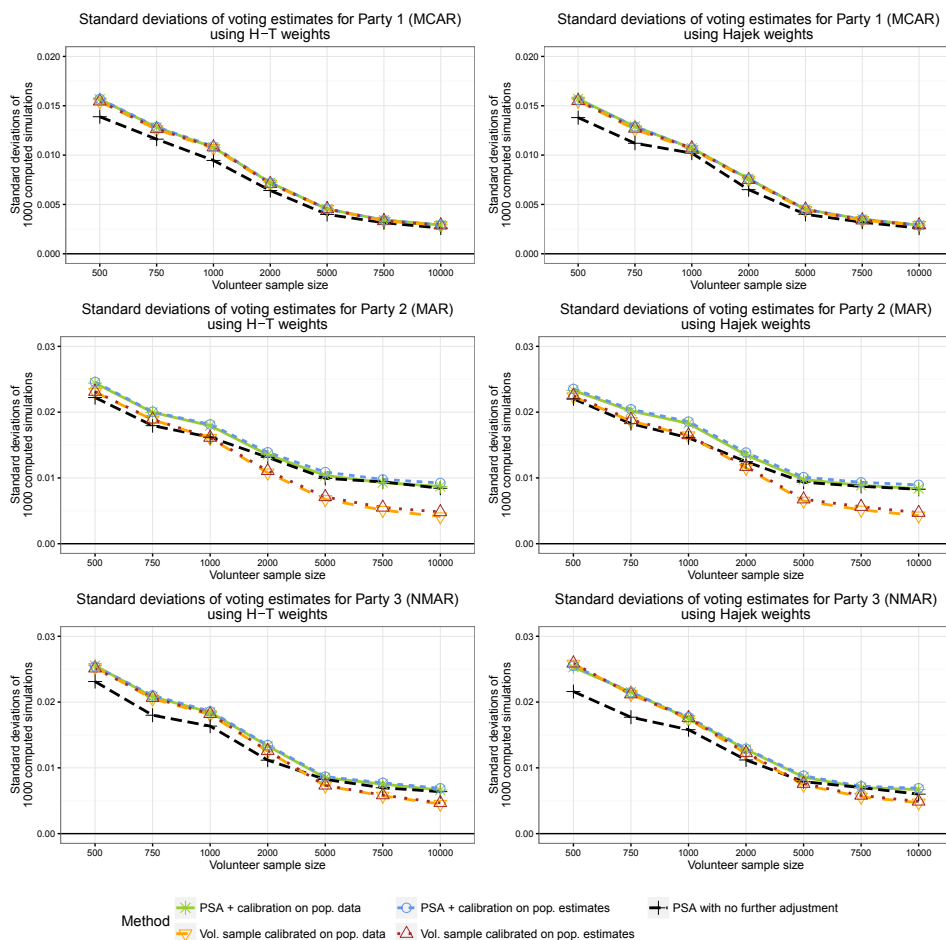 Standard deviations of voting estimates for Party 1 (MCAR)
using H−T weights
Standard deviations of
1000 computed simulations
0.020
0.015
0.010
0.005
0.000
500 750 1000 2000 5000 7500 10000
Volunteer sample size
Standard deviations of voting estimates for Party 1 (MCAR)
using Hajek weights
Standard deviations of
1000 computed simulations
0.020
0.015
0.010
0.005
0.000
500 750 1000 2000 5000 7500 10000
Volunteer sample size
Standard deviations of voting estimates for Party 2 (MAR)
using H−T weights
Standard deviations of
1000 computed simulations
0.03
0.02
0.01
0.00
500 750 1000 2000 5000 7500 10000
Volunteer sample size
Standard deviations of voting estimates for Party 2 (MAR)
using Hajek weights
Standard deviations of
1000 computed simulations
0.03
0.02
0.01
0.00
500 750 1000 2000 5000 7500 10000
Volunteer sample size
Standard deviations of voting estimates for Party 3 (NMAR)
using H−T weights
Standard deviations of
1000 computed simulations
0.03
0.02
0.01
0.00
500 750 1000 2000 5000 7500 10000
Volunteer sample size
Standard deviations of voting estimates for Party 3 (NMAR)
using Hajek weights
Standard deviations of
1000 computed simulations
0.03
0.02
0.01
0.00
500 750 1000 2000 5000 7500 10000
Volunteer sample size
Method
PSA + calibration on pop. data
PSA + calibration on pop. estimates
PSA with no further adjustment
Vol. sample calibrated on pop. data
Vol. sample calibrated on pop. estimates